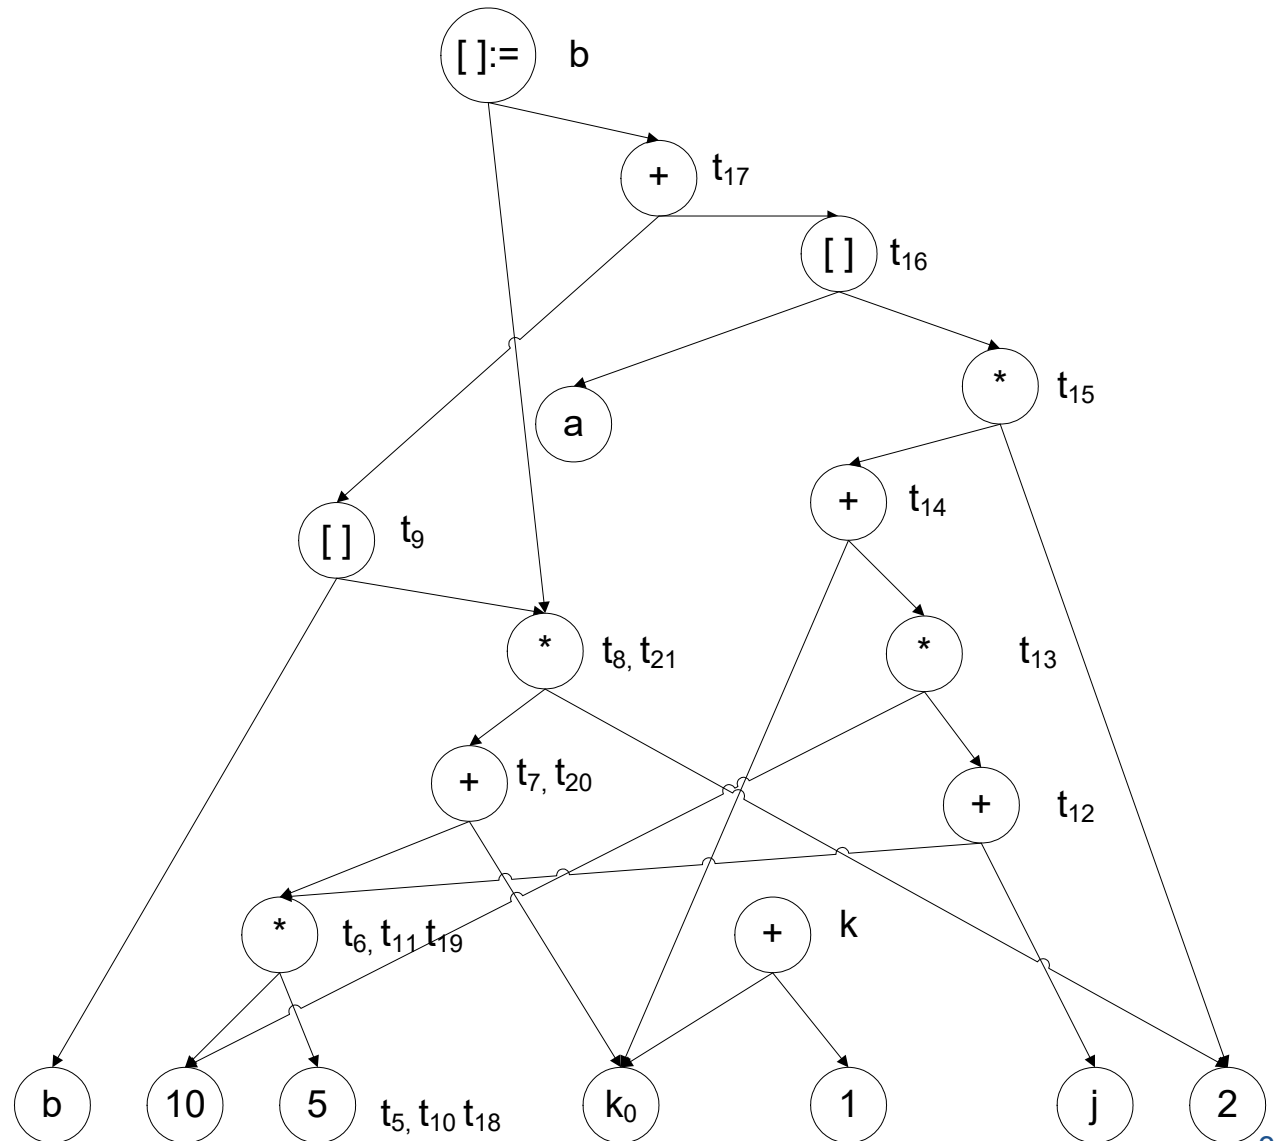 [ ]:= b
+ t17
[ ] t16
* t15
a
+ t14
[ ] t9
* t8, t21
* t13
+ t7, t20
+ t12
* t6, t11 t19
+ k
b 10 5 t5, t10 t18 k0 1 j 2